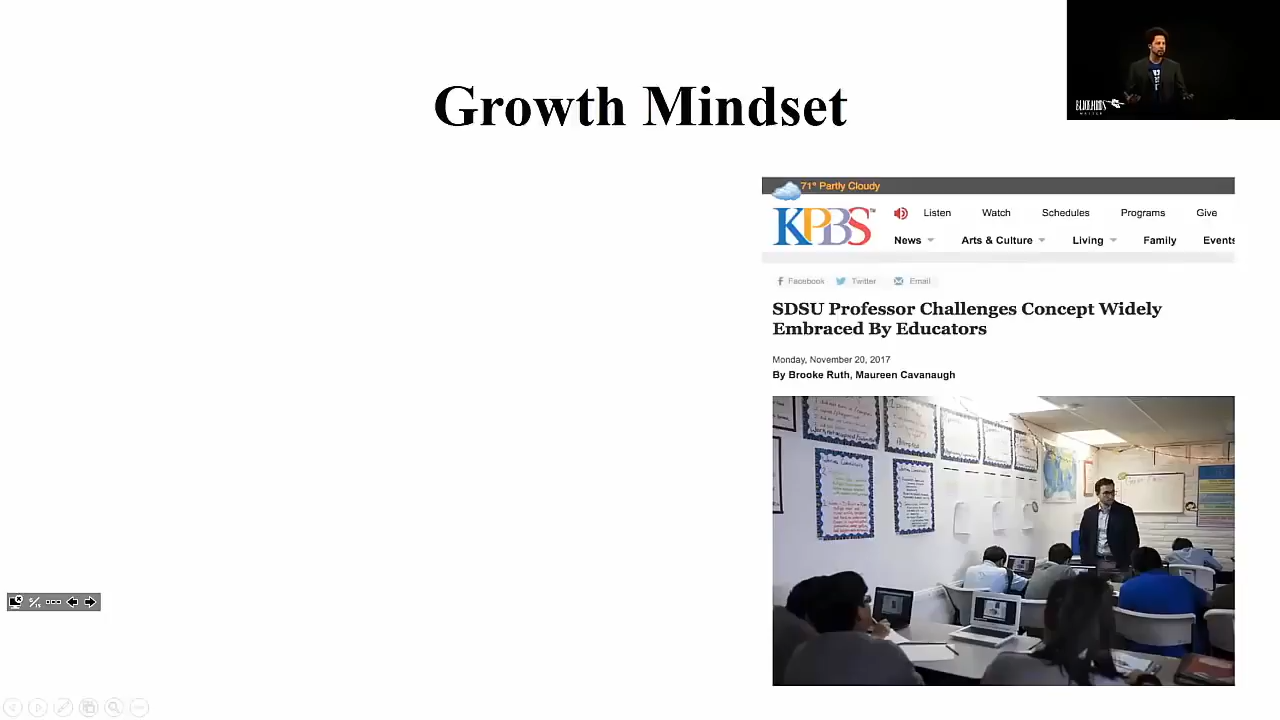 Growth Mindset
71° Partly Cloudy
KPBS™
Listen Watch Schedules Programs Give
News Arts & Culture Living Family Events
Facebook Twitter Email
SDSU Professor Challenges Concept Widely
Embraced By Educators
Monday, November 20, 2017
By Brooke Ruth, Maureen Cavanaugh